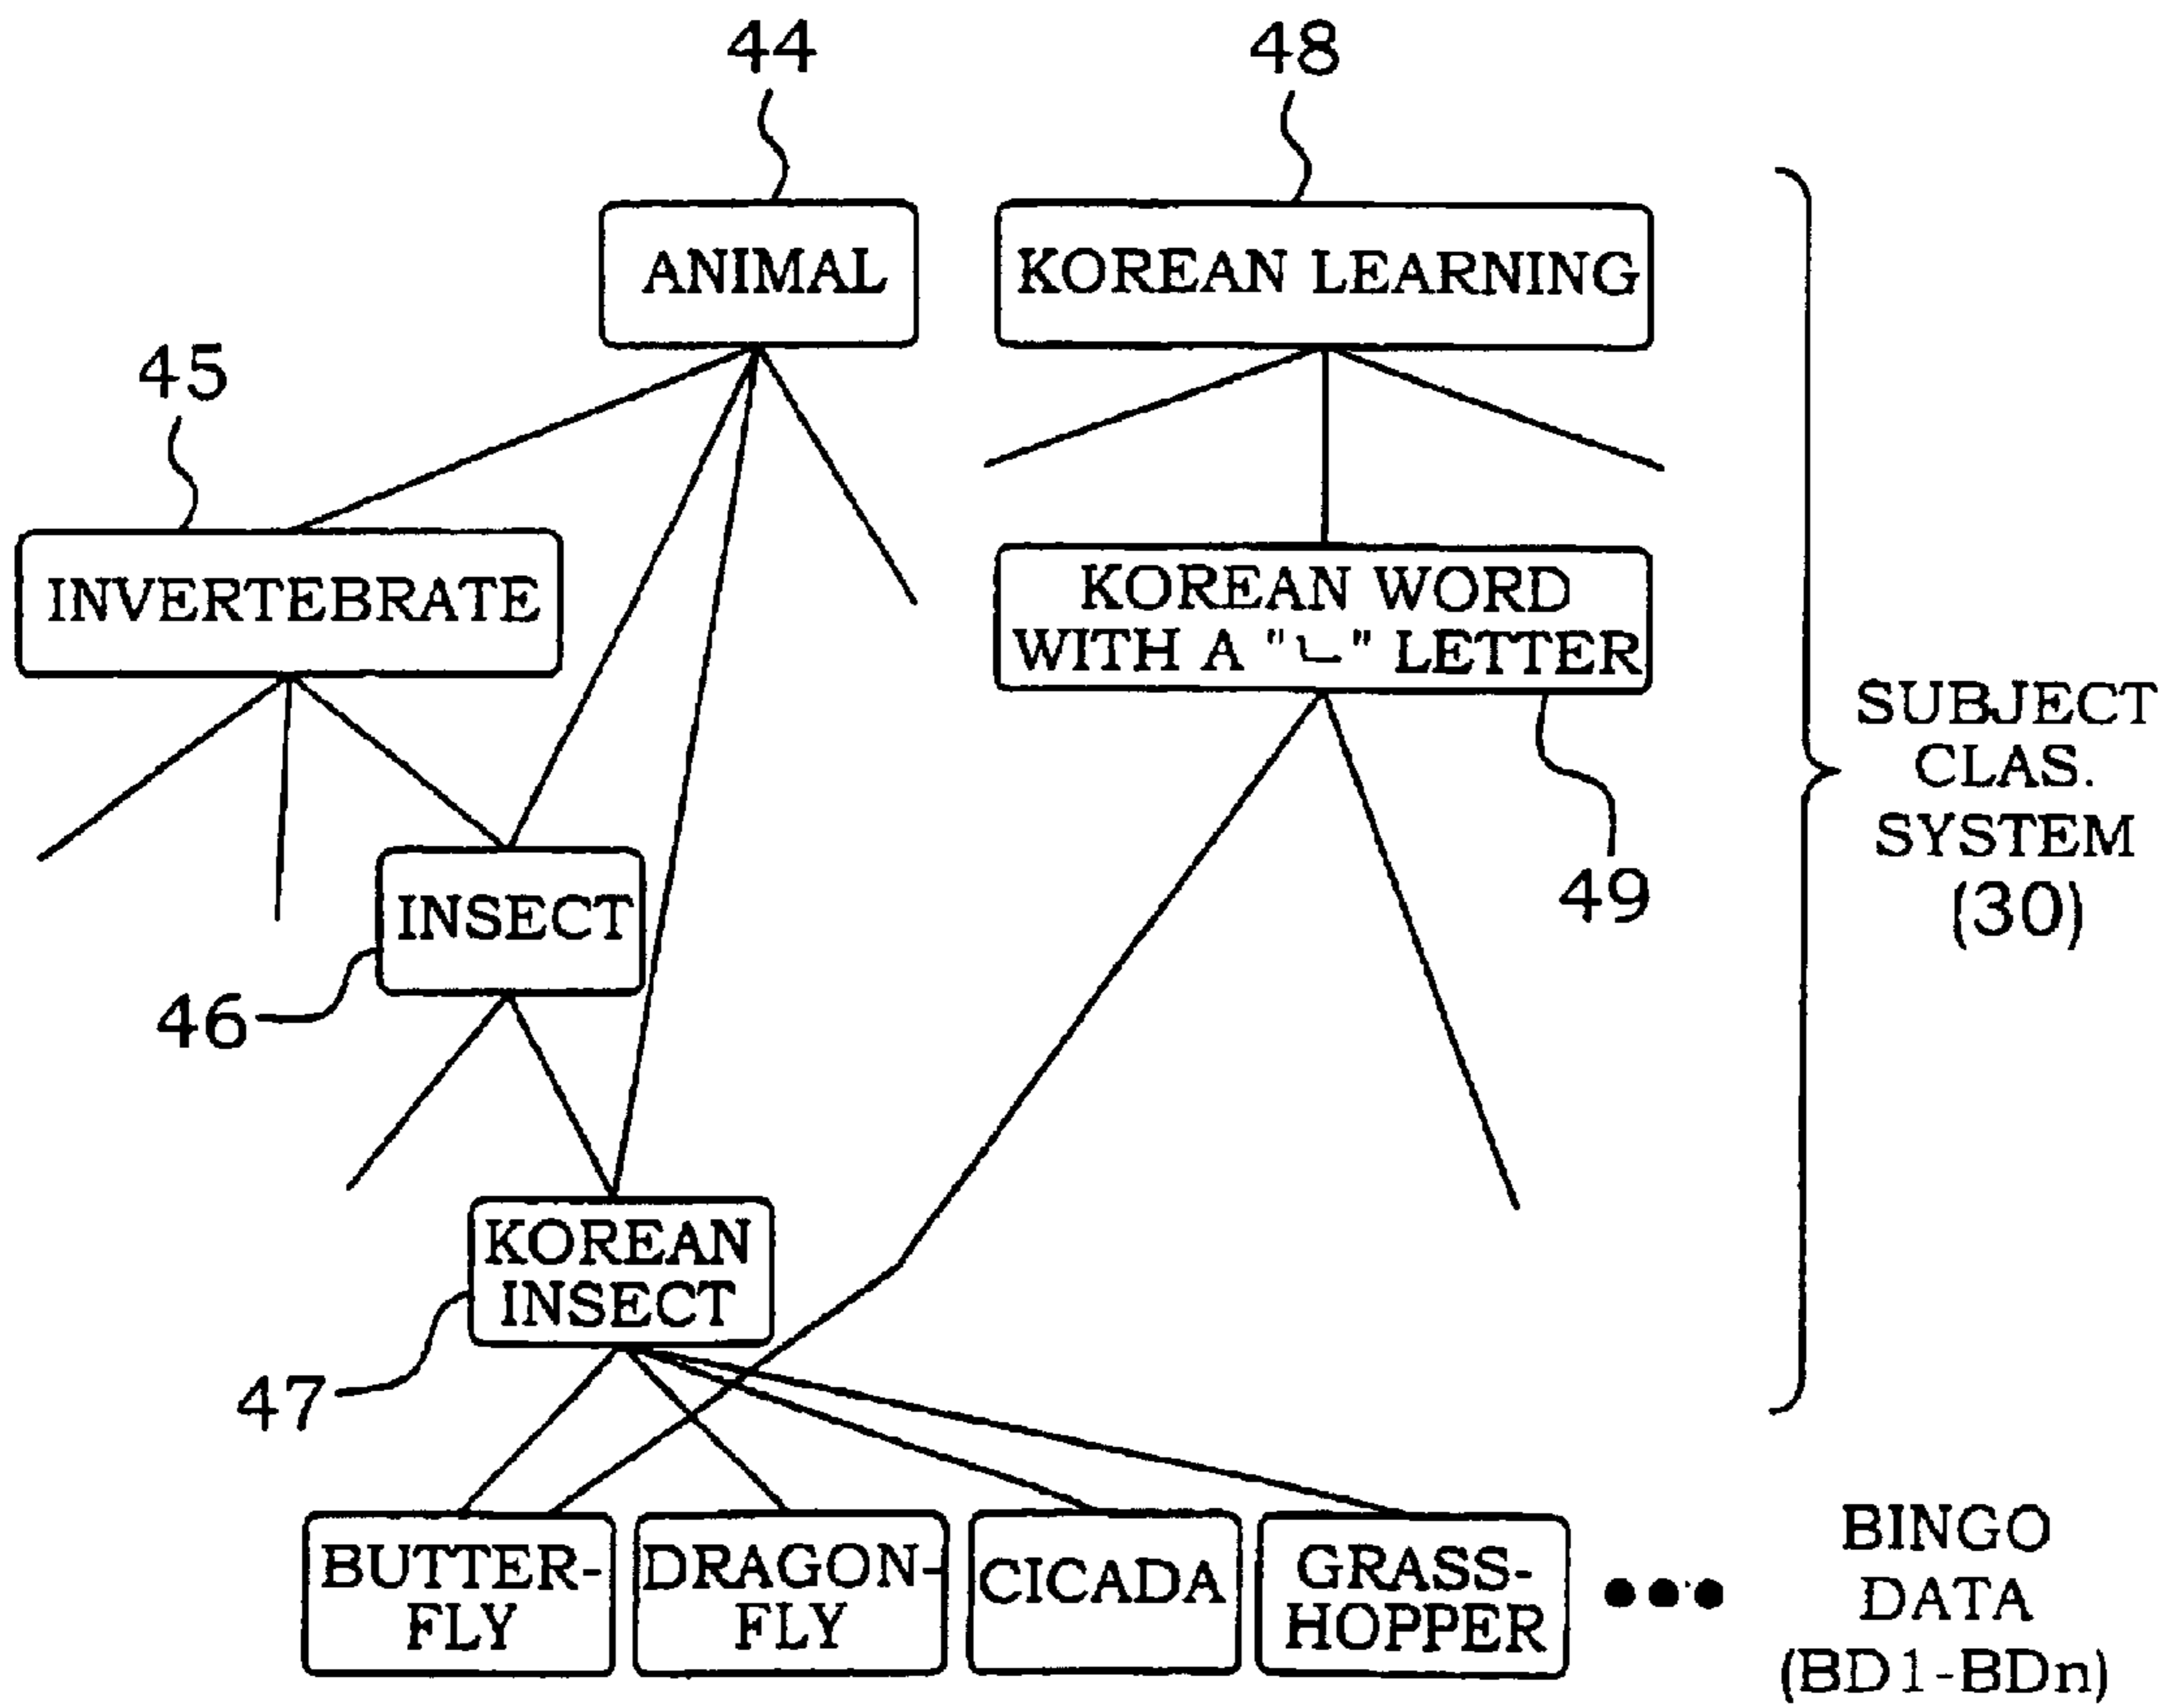 44
48
ANIMAL
KOREAN LEARNING
45
INVERTEBRATE
KOREAN WORD
WITH A "ㄴ" LETTER
SUBJECT
CLAS.
SYSTEM
(30)
49
INSECT
46
KOREAN
INSECT
47
BUTTER-
FLY
DRAGON-
FLY
CICADA
GRASS-
HOPPER
●●●
BINGO
DATA
(BD1-BDn)